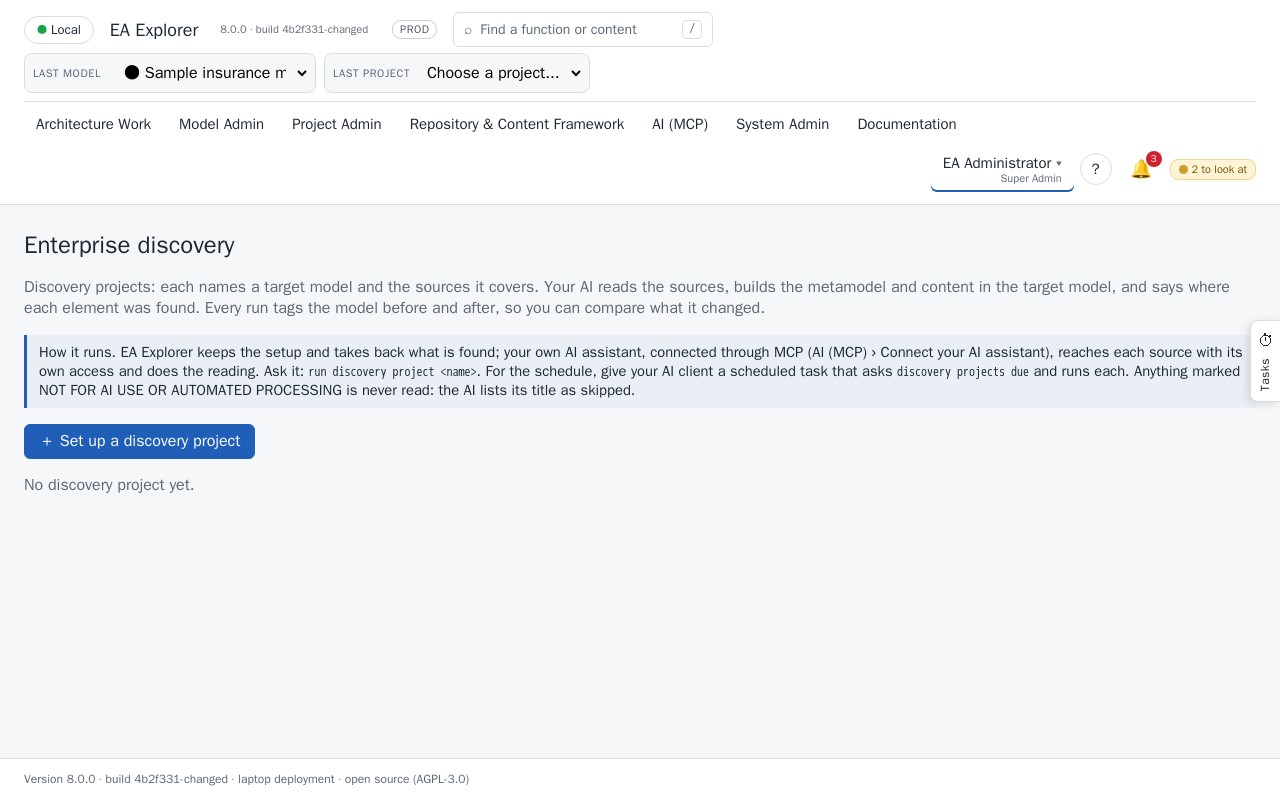 Local
EA Explorer
8.0.0 · build 4b2f331-changed
PROD
Find a function or content
/
LAST MODEL
Sample insurance m
LAST PROJECT
Choose a project...
Architecture Work
Model Admin
Project Admin
Repository & Content Framework
AI (MCP)
System Admin
Documentation
EA Administrator ▾
Super Admin
?
3
2 to look at
Enterprise discovery
Discovery projects: each names a target model and the sources it covers. Your AI reads the sources, builds the metamodel and content in the target model, and says where
each element was found. Every run tags the model before and after, so you can compare what it changed.
How it runs. EA Explorer keeps the setup and takes back what is found; your own AI assistant, connected through MCP (AI (MCP) › Connect your AI assistant), reaches each source with its
own access and does the reading. Ask it: run discovery project <name>. For the schedule, give your AI client a scheduled task that asks discovery projects due and runs each. Anything marked
NOT FOR AI USE OR AUTOMATED PROCESSING is never read: the AI lists its title as skipped.
Tasks
+ Set up a discovery project
No discovery project yet.
Version 8.0.0 · build 4b2f331-changed · laptop deployment · open source (AGPL-3.0)